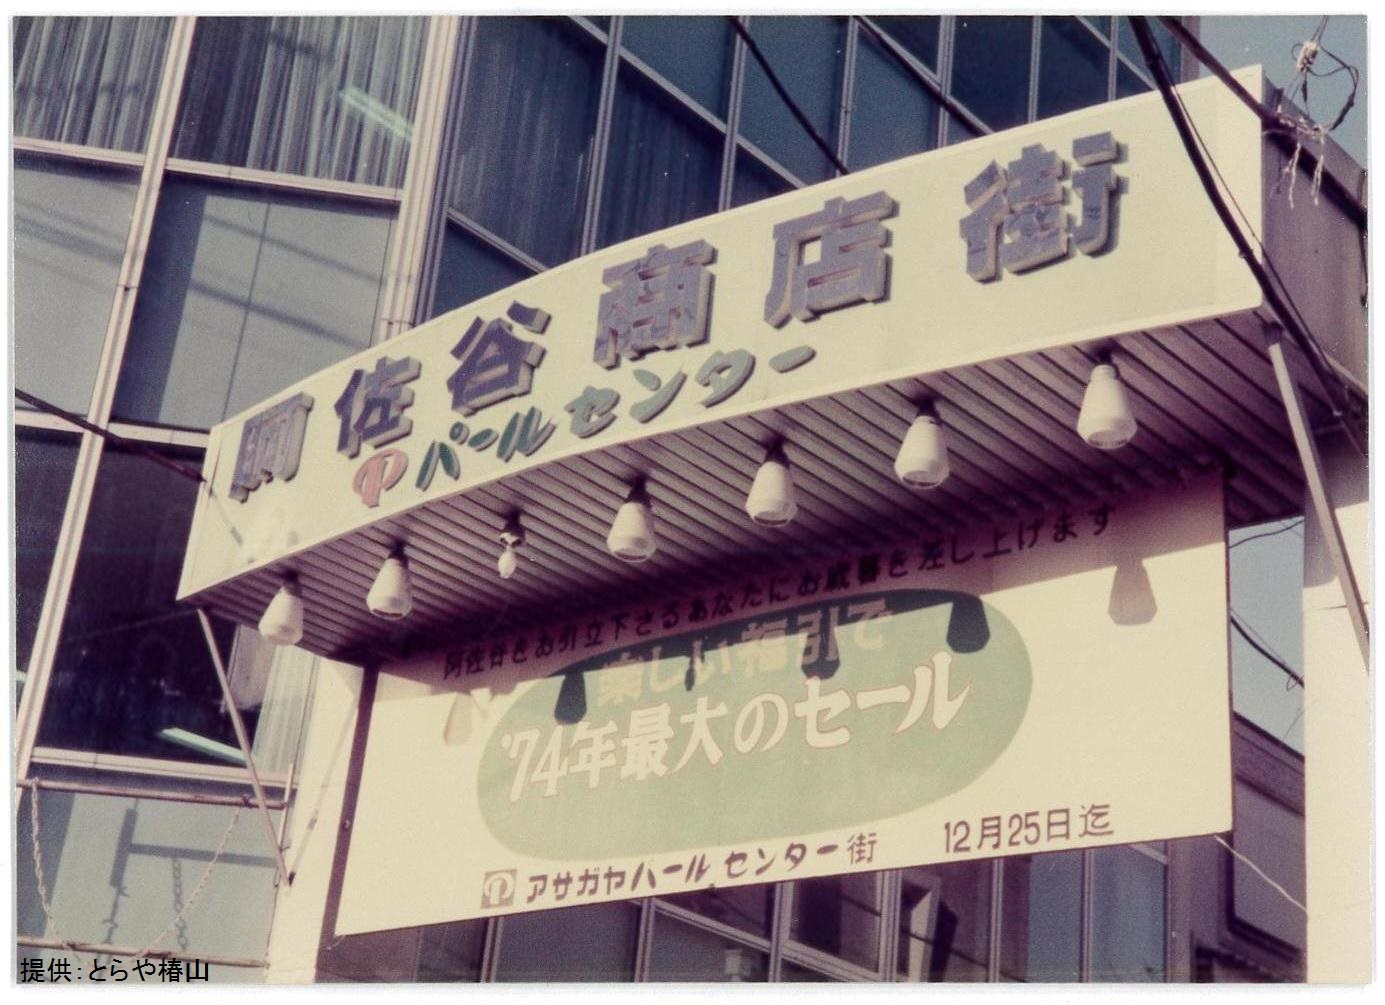 阿佐谷商店街
パールセンター
阿佐谷をお引立下さるあなたにお歳暮を差し上げます
楽しい福引で
'74年最大のセール
アサガヤパールセンター街 12月25日迄
提供：とらや椿山